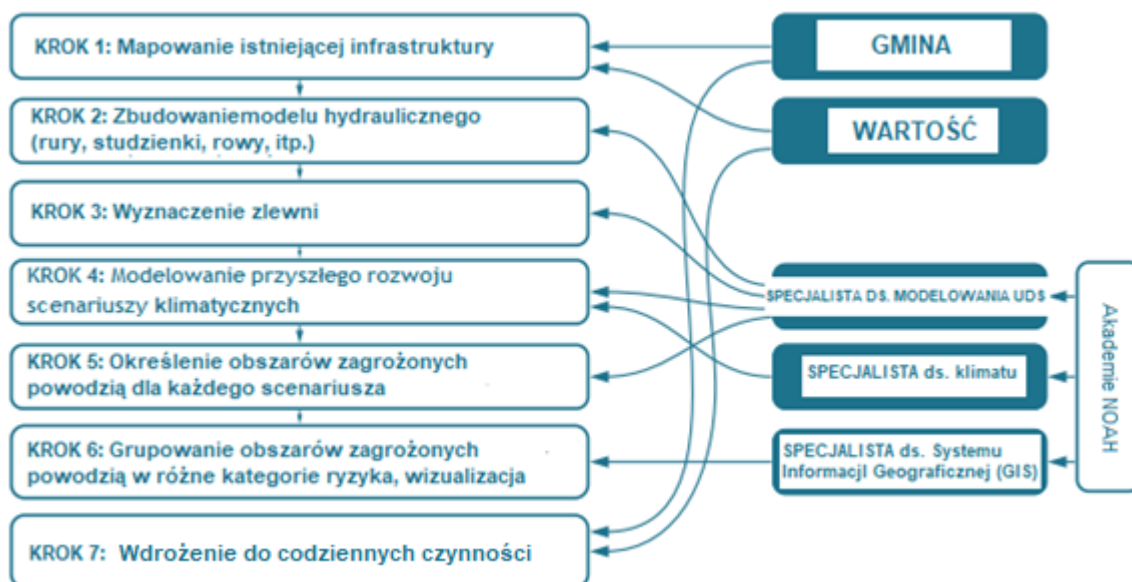 KROK 1: Mapowanie istniejącej infrastruktury
KROK 2: Zbudowaniemodelu hydraulicznego
(rury, studzienki, rowy, itp.)
KROK 3: Wyznaczenie zlewni
KROK 4: Modelowanie przyszłego rozwoju
scenariuszy klimatycznych
KROK 5: Określenie obszarów zagrożonych
powodzią dla każdego scenariusza
KROK 6: Grupowanie obszarów zagrożonych
powodzią w różne kategorie ryzyka, wizualizacja
KROK 7: Wdrożenie do codziennych czynności
GMINA
WARTOŚĆ
SPECJALISTA DS. MODELOWANIA UDS
SPECJALISTA ds. klimatu
SPECJALISTA ds. Systemu
Informacjl Geograficznej (GIS)
Akademie NOAH